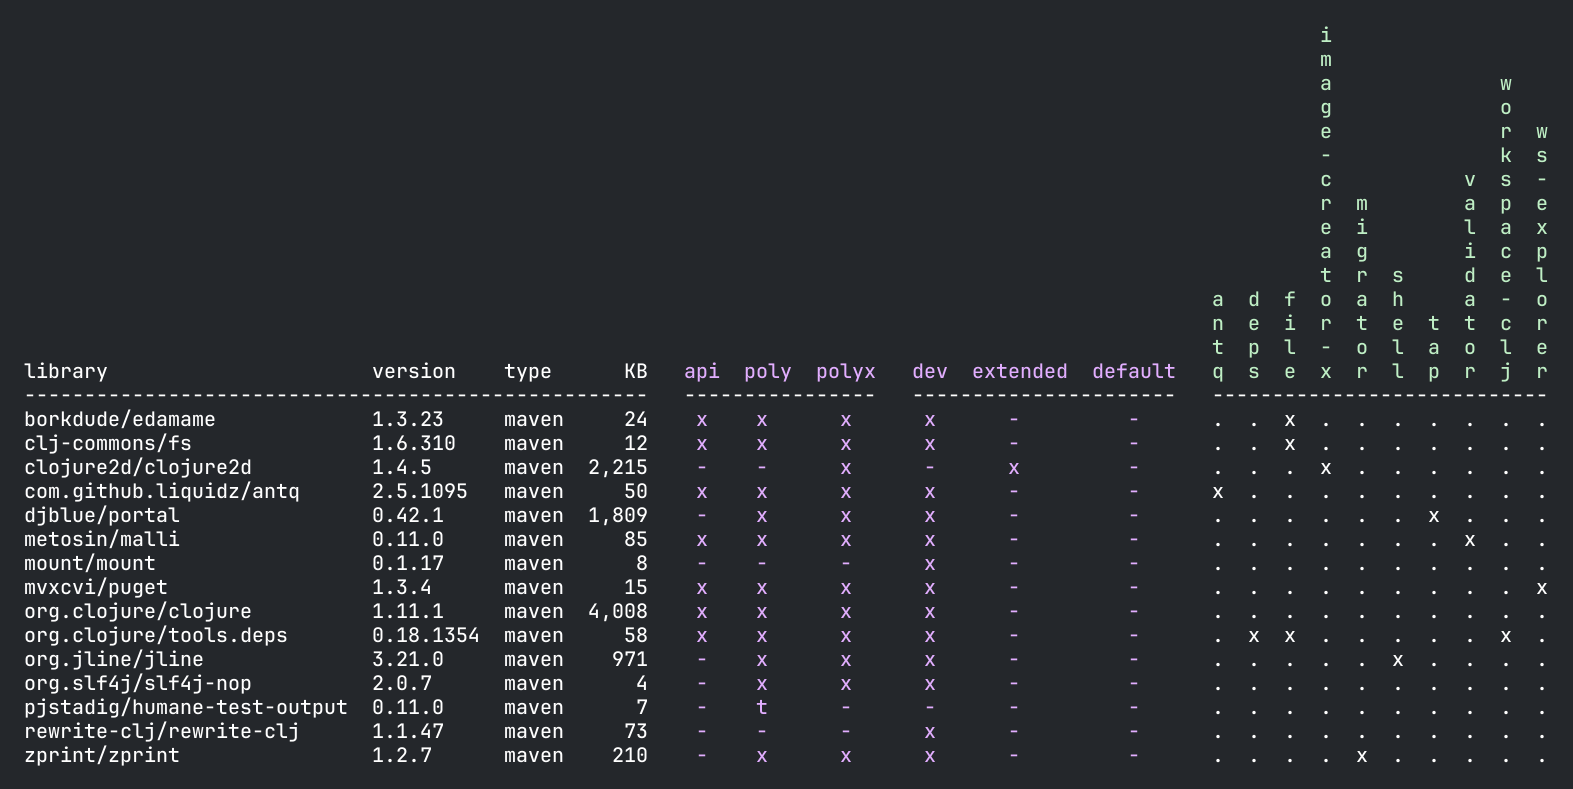 library version type KB api poly polyx dev extended default
antq
deps
file
image-creator-x
migrator
shell
tap
validator
workspace-clj
ws-explorer
---------------------------------------------------- ---------------- ---------------------- ----------------------------
borkdude/edamame 1.3.23 maven 24 x x x x - - . . x . . . . . . .
clj-commons/fs 1.6.310 maven 12 x x x x - - . . x . . . . . . .
clojure2d/clojure2d 1.4.5 maven 2,215 - - x - x - . . . x . . . . . .
com.github.liquidz/antq 2.5.1095 maven 50 x x x x - - x . . . . . . . . .
djblue/portal 0.42.1 maven 1,809 - x x x - - . . . . . . x . . .
metosin/malli 0.11.0 maven 85 x x x x - - . . . . . . . x . .
mount/mount 0.1.17 maven 8 - - - x - - . . . . . . . . . .
mvxcvi/puget 1.3.4 maven 15 x x x x - - . . . . . . . . . x
org.clojure/clojure 1.11.1 maven 4,008 x x x x - - . . . . . . . . . .
org.clojure/tools.deps 0.18.1354 maven 58 x x x x - - . x x . . . . . x .
org.jline/jline 3.21.0 maven 971 - x x x - - . . . . . x . . . .
org.slf4j/slf4j-nop 2.0.7 maven 4 - x x x - - . . . . . . . . . .
pjstadig/humane-test-output 0.11.0 maven 7 - t - - - - . . . . . . . . . .
rewrite-clj/rewrite-clj 1.1.47 maven 73 - - - x - - . . . . . . . . . .
zprint/zprint 1.2.7 maven 210 - x x x - - . . . . x . . . . .